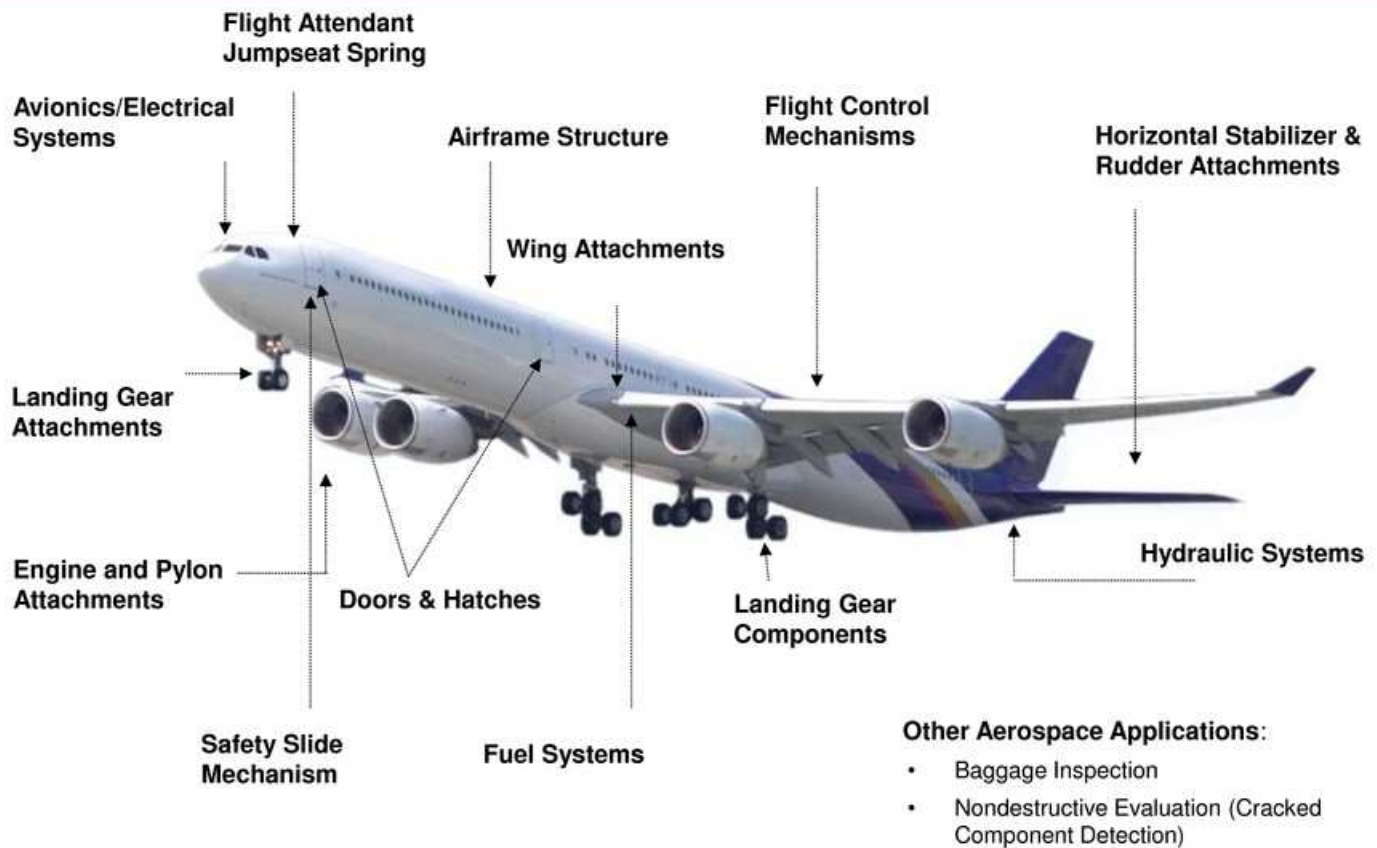 Flight Attendant
Jumpseat Spring
Avionics/Electrical
Systems
Airframe Structure
Flight Control
Mechanisms
Horizontal Stabilizer &
Rudder Attachments
Wing Attachments
Landing Gear
Attachments
Engine and Pylon
Attachments
Doors & Hatches
Landing Gear
Components
Hydraulic Systems
Safety Slide
Mechanism
Fuel Systems
Other Aerospace Applications:
• Baggage Inspection
• Nondestructive Evaluation (Cracked
Component Detection)